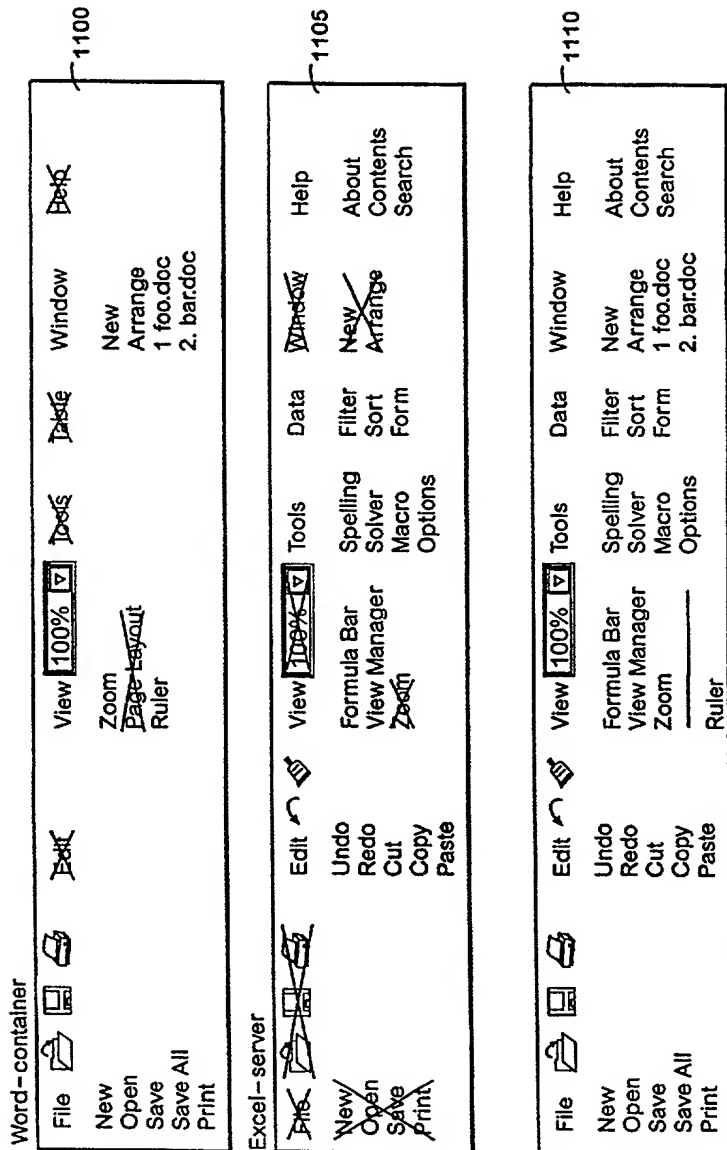 Word-container
1100
File Edit View 100% Tools Table Window Help
New
Open
Save
Save All
Print
Zoom
Page Layout
Ruler
New
Arrange
1 foo.doc
2. bar.doc
Excel-server
1105
File Edit View 100% Tools Data Window Help
New
Open
Save
Print
Undo
Redo
Cut
Copy
Paste
Formula Bar
View Manager
Zoom
Spelling
Solver
Macro
Options
Filter
Sort
Form
New
Arrange
About
Contents
Search
1110
File Edit View 100% Tools Data Window Help
New
Open
Save
Save All
Print
Undo
Redo
Cut
Copy
Paste
Formula Bar
View Manager
Zoom
Ruler
Spelling
Solver
Macro
Options
Filter
Sort
Form
New
Arrange
1 foo.doc
2. bar.doc
About
Contents
Search